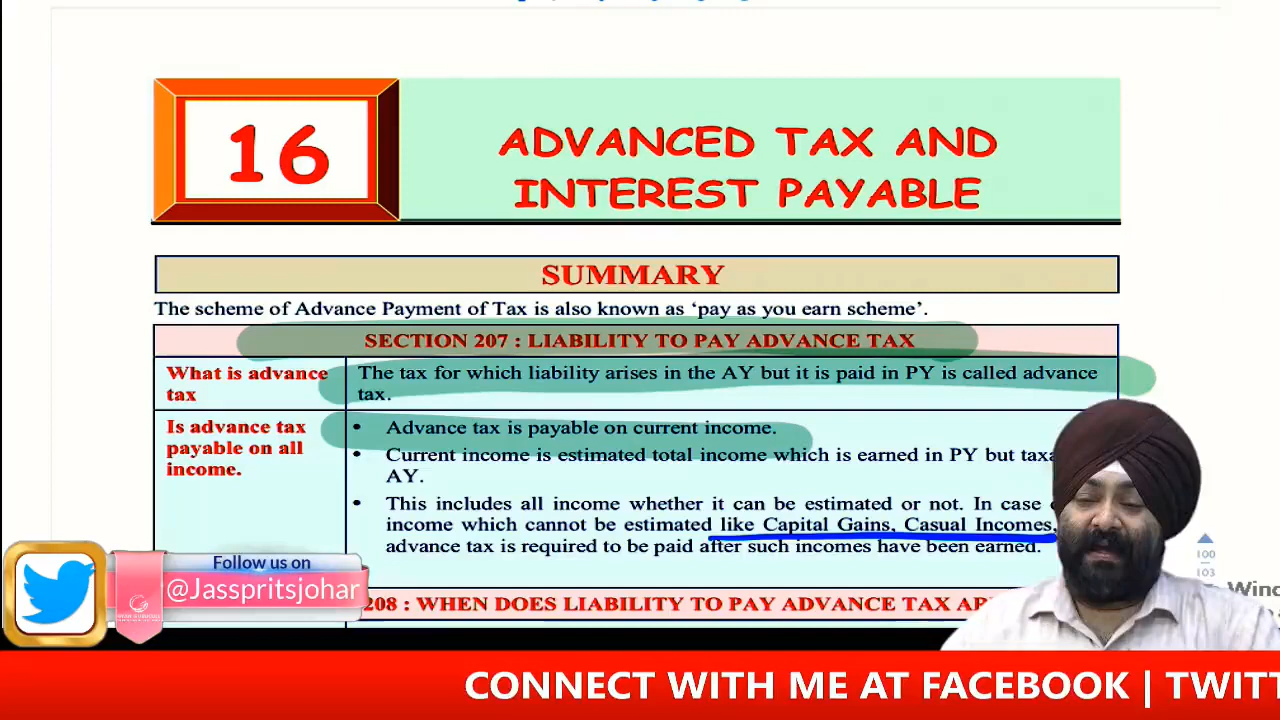 16
ADVANCED TAX AND
INTEREST PAYABLE
SUMMARY
The scheme of Advance Payment of Tax is also known as ‘pay as you earn scheme’.
SECTION 207 : LIABILITY TO PAY ADVANCE TAX
What is advance
tax
The tax for which liability arises in the AY but it is paid in PY is called advance
tax.
Is advance tax
payable on all
income.
• Advance tax is payable on current income.
• Current income is estimated total income which is earned in PY but
AY.
• This includes all income whether it can be estimated or not. In case
income which cannot be estimated like Capital Gains, Casual Incomes,
advance tax is required to be paid after such incomes have been earned.
208 : WHEN DOES LIABILITY TO PAY ADVANCE TAX
Follow us on
@Jasspritsjohar
100
103
CONNECT WITH ME AT FACEBOOK | TWITT